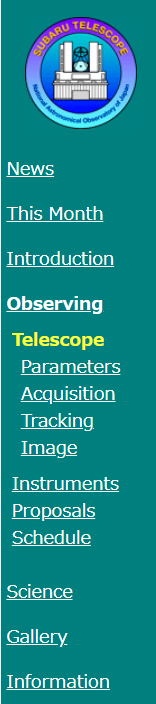 SUBARU TELESCOPE
National Astronomical Observatory of Japan
News
This Month
Introduction
Observing
Telescope
Parameters
Acquisition
Tracking
Image
Instruments
Proposals
Schedule
Science
Gallery
Information